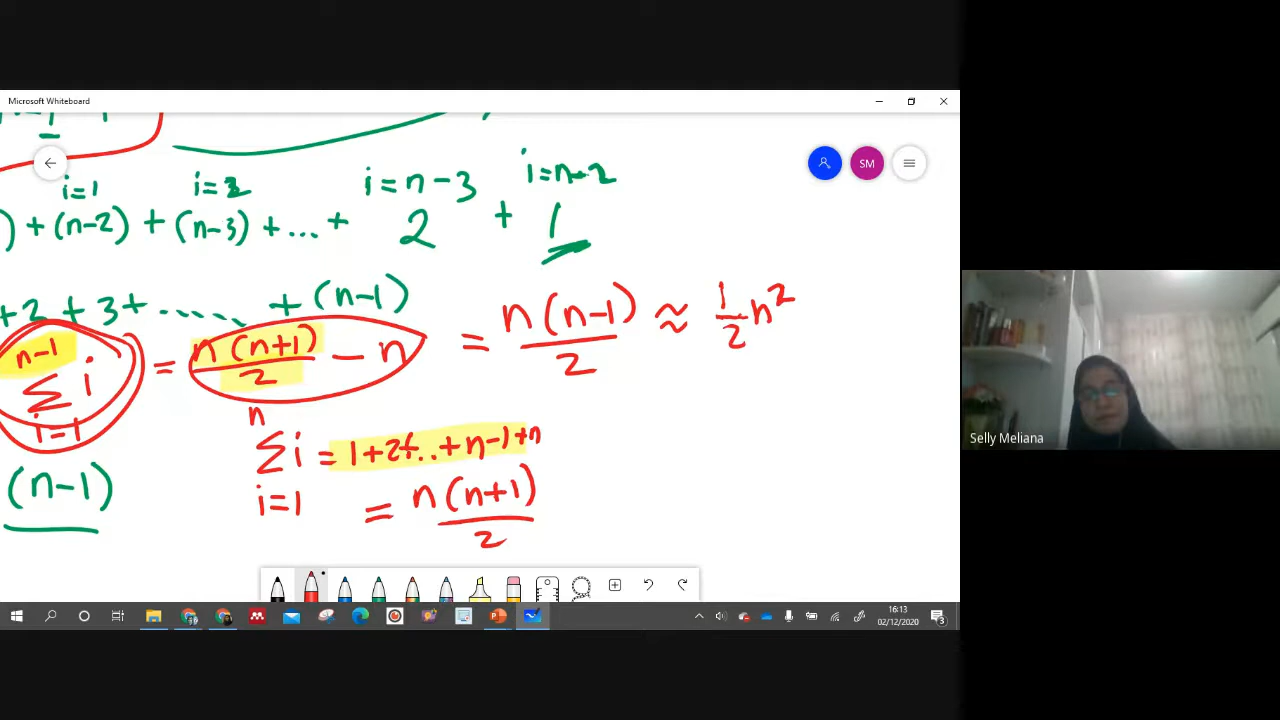 Microsoft Whiteboard
SM
i=1 i=2 i=n-3 i=n-2
) + (n-2) + (n-3) + ... + 2 + 1
+2 + 3 + ...... + (n-1)
n-1
∑ i = n(n+1)/2 - n = n(n-1)/2 ≈ 1/2 n²
i=1
n
∑ i = 1+2+..+n-1+n
i=1
= n(n+1)/2
(n-1)
Selly Meliana
16:13
02/12/2020
3